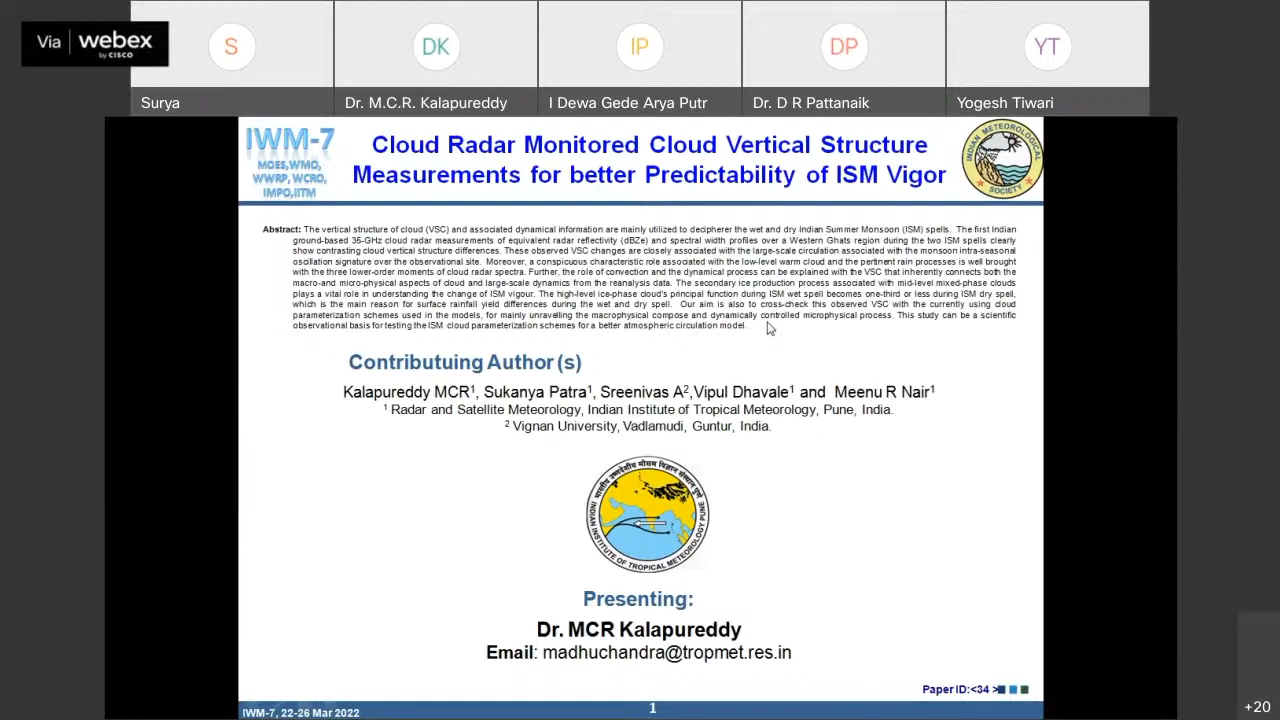 Via webex
by CISCO
S
DK
IP
DP
YT
Surya
Dr. M.C.R. Kalapureddy
I Dewa Gede Arya Putr
Dr. D R Pattanaik
Yogesh Tiwari
IWM-7
MOES,WMO,
WWRP, WCRO,
IMPO,IITM
Cloud Radar Monitored Cloud Vertical Structure
Measurements for better Predictability of ISM Vigor
INDIAN METEOROLOGICAL
SOCIETY
Abstract: The vertical structure of cloud (VSC) and associated dynamical information are mainly utilized to decipherer the wet and dry Indian Summer Monsoon (ISM) spells. The first Indian
ground-based 35-GHz cloud radar measurements of equivalent radar reflectivity (dBZe) and spectral width profiles over a Western Ghats region during the two ISM spells clearly
show contrasting cloud vertical structure differences. These observed VSC changes are closely associated with the large-scale circulation associated with the monsoon intra-seasonal
oscillation signature over the observational site. Moreover, a conspicuous characteristic role associated with the low-level warm cloud and the pertinent rain processes is well brought
with the three lower-order moments of cloud radar spectra. Further, the role of convection and the dynamical process can be explained with the VSC that inherently connects both the
macro-and micro-physical aspects of cloud and large-scale dynamics from the reanalysis data. The secondary ice production process associated with mid-level mixed-phase clouds
plays a vital role in understanding the change of ISM vigour. The high-level ice-phase cloud's principal function during ISM wet spell becomes one-third or less during ISM dry spell,
which is the main reason for surface rainfall yield differences during the wet and dry spell. Our aim is also to cross-check this observed VSC with the currently using cloud
parameterization schemes used in the models, for mainly unravelling the macrophysical compose and dynamically controlled microphysical process. This study can be a scientific
observational basis for testing the ISM cloud parameterization schemes for a better atmospheric circulation model.
Contributuing Author (s)
Kalapureddy MCR1, Sukanya Patra1, Sreenivas A2,Vipul Dhavale1 and Meenu R Nair1
1 Radar and Satellite Meteorology, Indian Institute of Tropical Meteorology, Pune, India.
2 Vignan University, Vadlamudi, Guntur, India.
भारतीय उष्णदेशीय मौसम विज्ञान संस्थान पुणे
INDIAN INSTITUTE OF TROPICAL METEOROLOGY PUNE
Presenting:
Dr. MCR Kalapureddy
Email: madhuchandra@tropmet.res.in
Paper ID:<34 >
IWM-7, 22-26 Mar 2022
1
+20